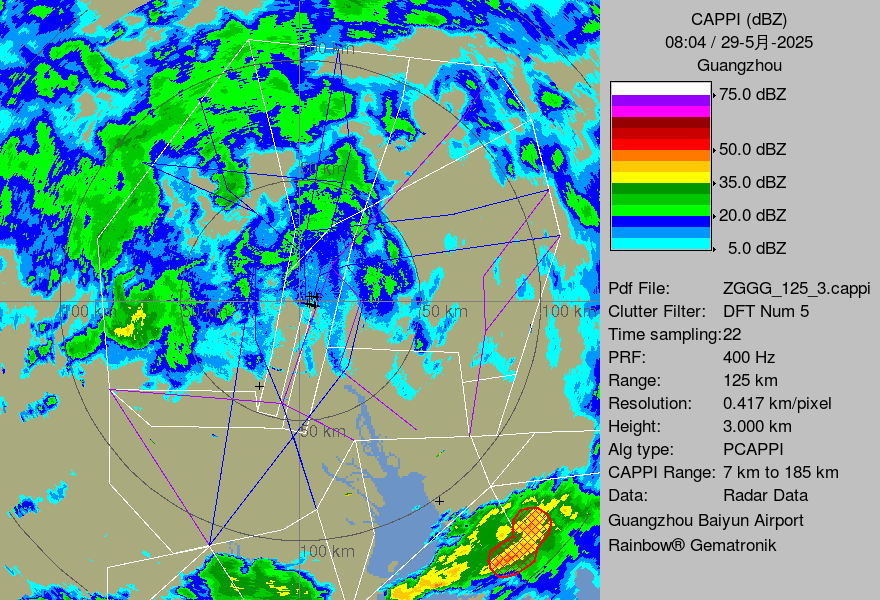 CAPPI (dBZ)
08:04 / 29-5月-2025
Guangzhou
75.0 dBZ
50.0 dBZ
35.0 dBZ
20.0 dBZ
5.0 dBZ
Pdf File: ZGGG_125_3.cappi
Clutter Filter: DFT Num 5
Time sampling:22
PRF: 400 Hz
Range: 125 km
Resolution: 0.417 km/pixel
Height: 3.000 km
Alg type: PCAPPI
CAPPI Range: 7 km to 185 km
Data: Radar Data
Guangzhou Baiyun Airport
Rainbow® Gematronik
100 km
50 km
100 km
50 km
50 km
100 km
50 km
100 km